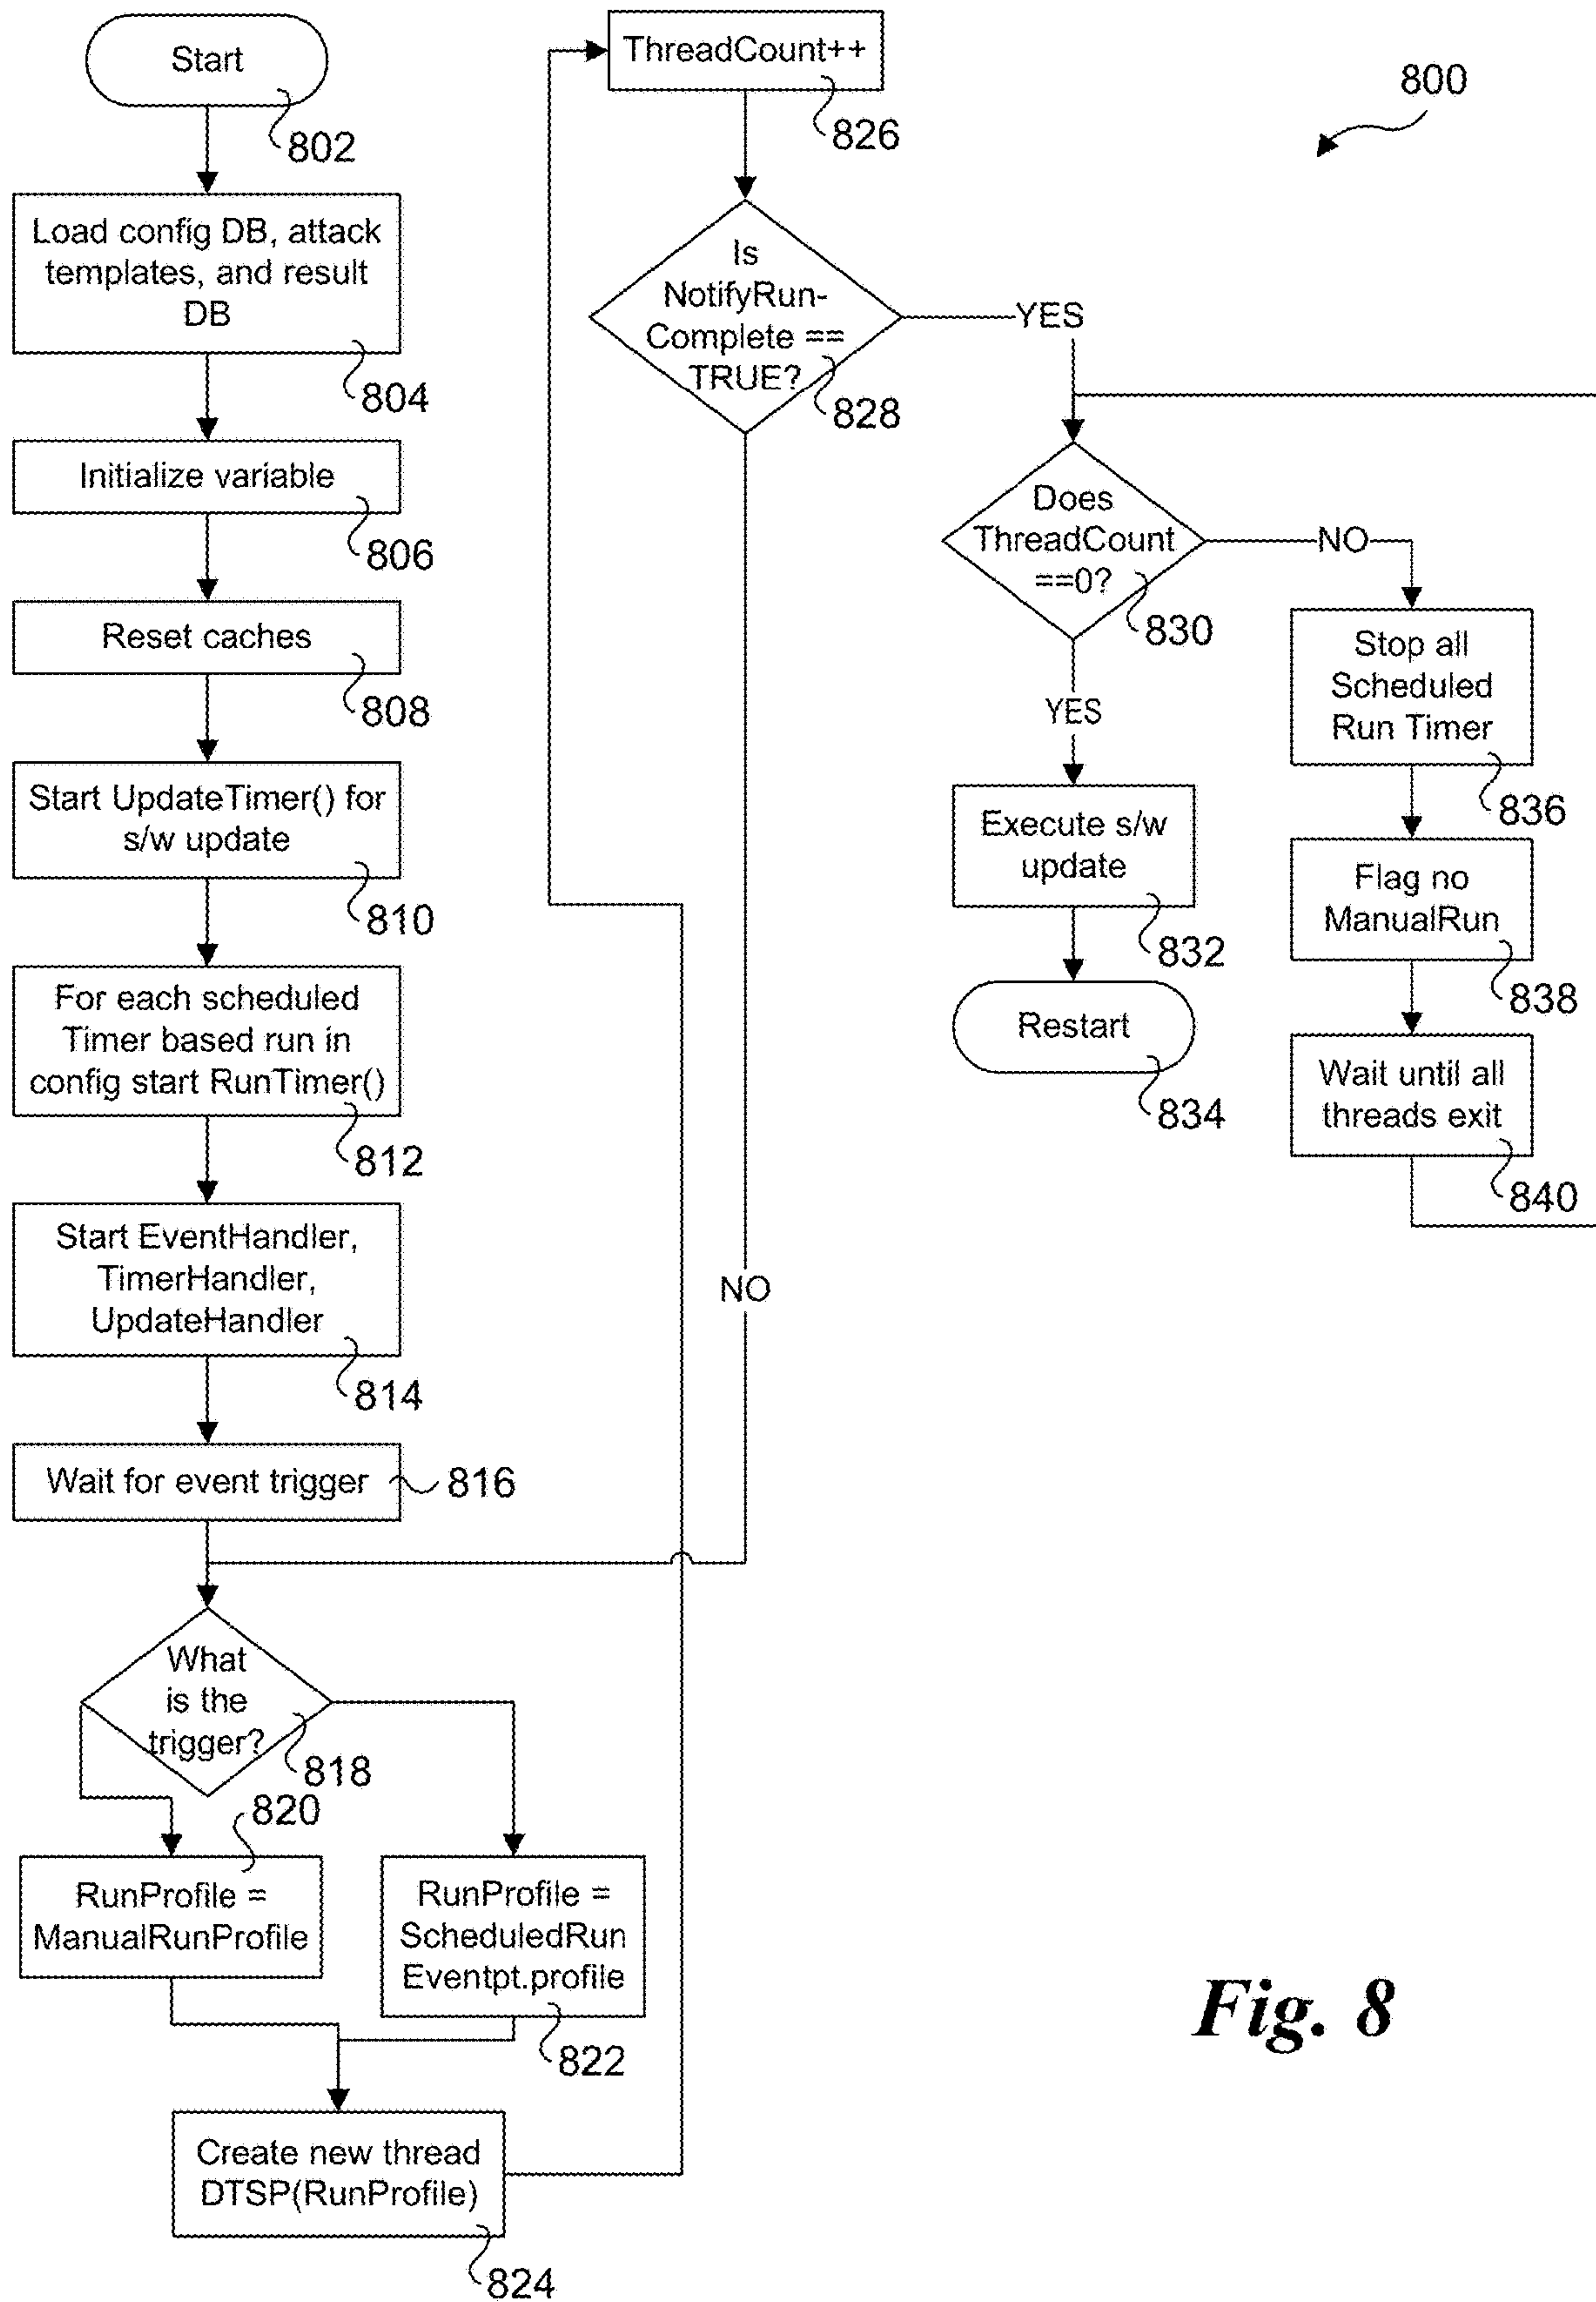 Start
802
Load config DB, attack
templates, and result
DB
804
Initialize variable
806
Reset caches
808
Start UpdateTimer() for
s/w update
810
For each scheduled
Timer based run in
config start RunTimer()
812
Start EventHandler,
TimerHandler,
UpdateHandler
814
Wait for event trigger
816
What
is the
trigger?
818
820
RunProfile =
ManualRunProfile
RunProfile =
ScheduledRun
Eventpt.profile
822
Create new thread
DTSP(RunProfile)
824
ThreadCount++
826
Is
NotifyRun-
Complete ==
TRUE?
828
YES
NO
800
Does
ThreadCount
==0?
830
NO
YES
Execute s/w
update
832
Restart
834
Stop all
Scheduled
Run Timer
836
Flag no
ManualRun
838
Wait until all
threads exit
840
Fig. 8